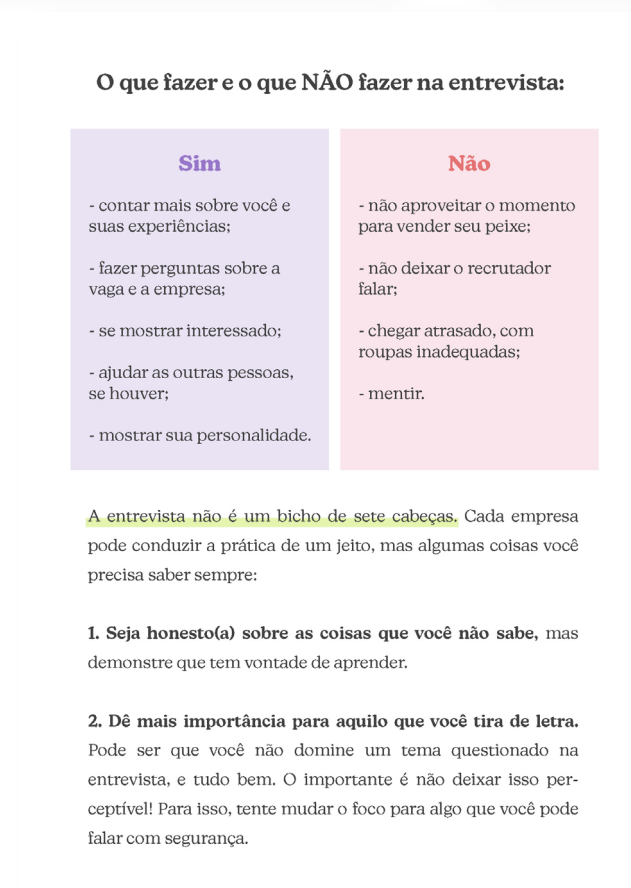 O que fazer e o que NÃO fazer na entrevista:
Sim
- contar mais sobre você e
suas experiências;
- fazer perguntas sobre a
vaga e a empresa;
- se mostrar interessado;
- ajudar as outras pessoas,
se houver;
- mostrar sua personalidade.
Não
- não aproveitar o momento
para vender seu peixe;
- não deixar o recrutador
falar;
- chegar atrasado, com
roupas inadequadas;
- mentir.
A entrevista não é um bicho de sete cabeças. Cada empresa
pode conduzir a prática de um jeito, mas algumas coisas você
precisa saber sempre:
1. Seja honesto(a) sobre as coisas que você não sabe, mas
demonstre que tem vontade de aprender.
2. Dê mais importância para aquilo que você tira de letra.
Pode ser que você não domine um tema questionado na
entrevista, e tudo bem. O importante é não deixar isso per-
ceptível! Para isso, tente mudar o foco para algo que você pode
falar com segurança.